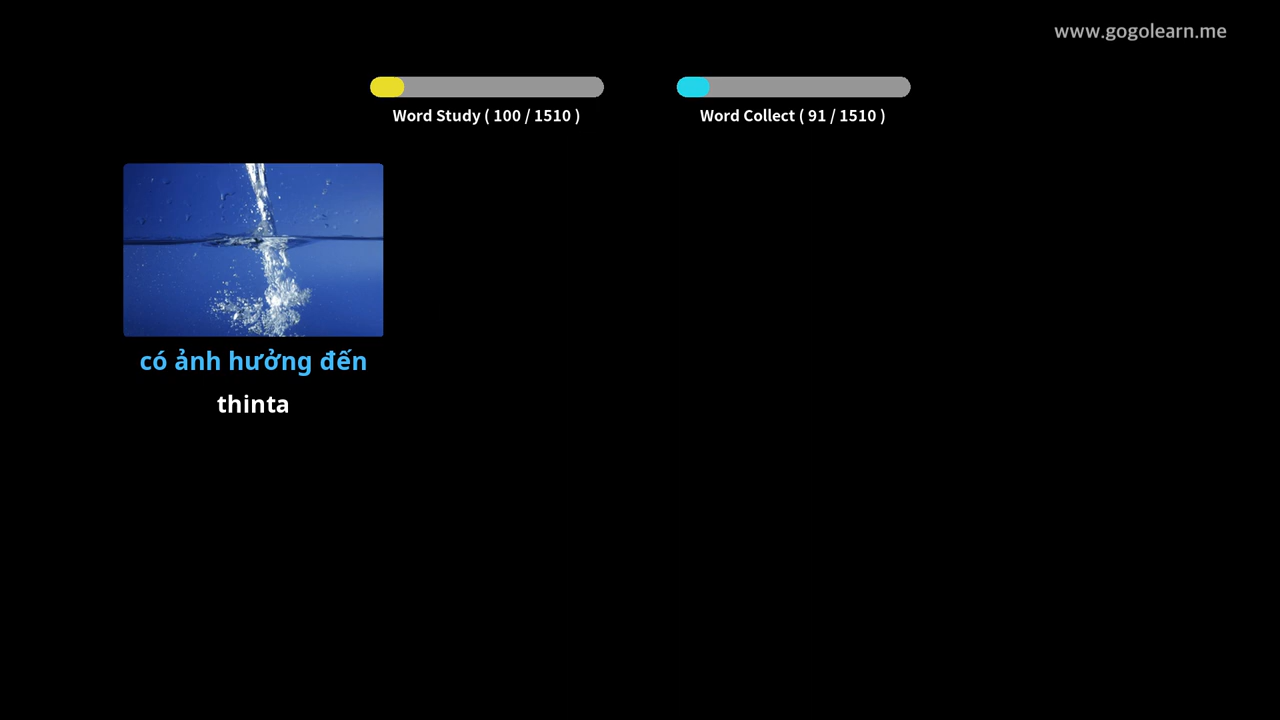 www.gogolearn.me
Word Study ( 100 / 1510 )
Word Collect ( 91 / 1510 )
có ảnh hưởng đến
thinta